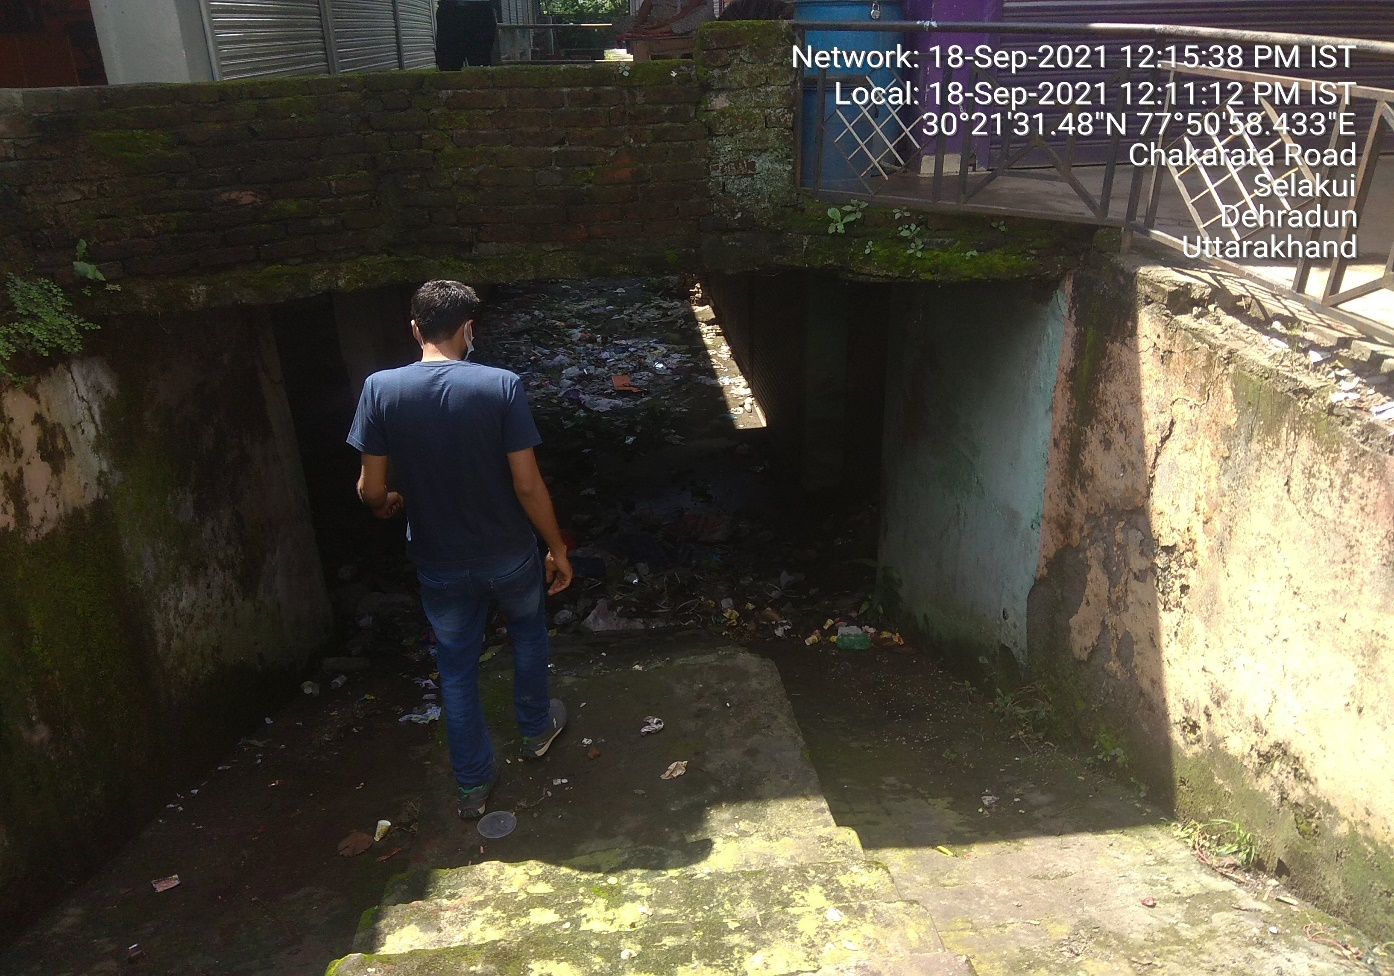 Network: 18-Sep-2021 12:15:38 PM IST
Local: 18-Sep-2021 12:11:12 PM IST
30°21'31.48"N 77°50'58.433"E
Chakarata Road
Selakui
Dehradun
Uttarakhand